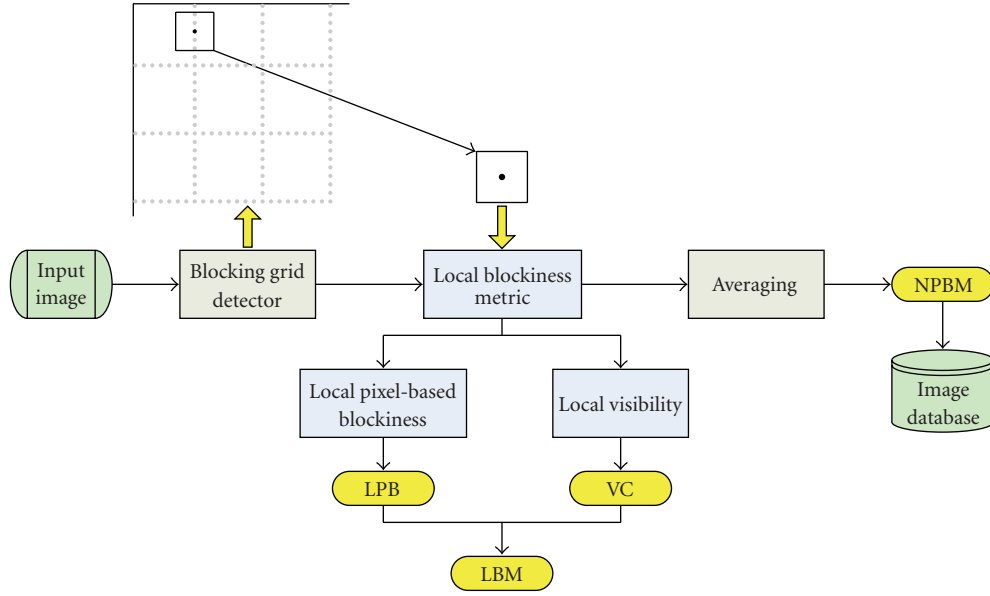 Input
image
Blocking grid
detector
Local blockiness
metric
Averaging
NPBM
Image
database
Local pixel-based
blockiness
Local visibility
LPB
VC
LBM